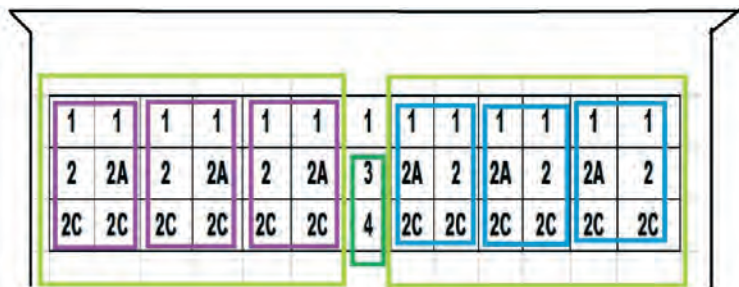 1 1 1 1 1 1 1 1 1 1 1 1 1
2 2A 2 2A 2 2A 3 2A 2 2A 2 2A 2
2C 2C 2C 2C 2C 2C 4 2C 2C 2C 2C 2C 2C